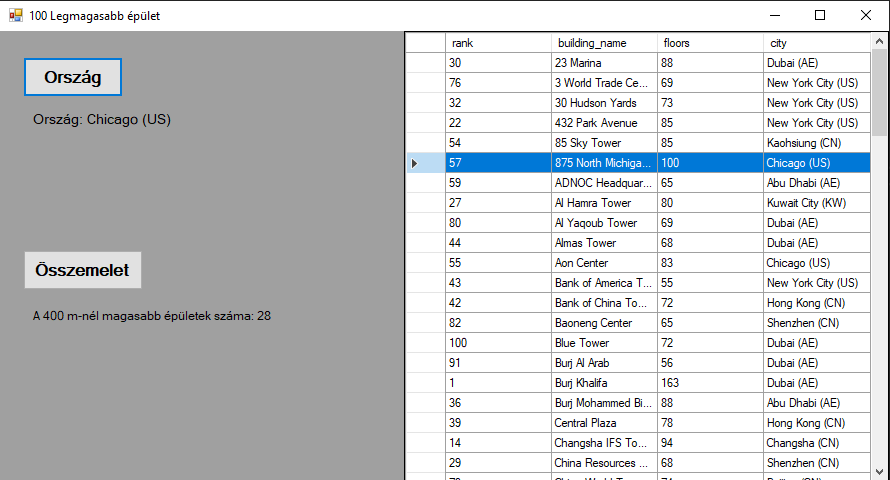 100 Legmagasabb épület
Ország
Ország: Chicago (US)
Összemelet
A 400 m-nél magasabb épületek száma: 28
rank building_name floors city
30 23 Marina 88 Dubai (AE)
76 3 World Trade Ce... 69 New York City (US)
32 30 Hudson Yards 73 New York City (US)
22 432 Park Avenue 85 New York City (US)
54 85 Sky Tower 85 Kaohsiung (CN)
57 875 North Michiga... 100 Chicago (US)
59 ADNOC Headquar... 65 Abu Dhabi (AE)
27 Al Hamra Tower 80 Kuwait City (KW)
80 Al Yaqoub Tower 69 Dubai (AE)
44 Almas Tower 68 Dubai (AE)
55 Aon Center 83 Chicago (US)
43 Bank of America T... 55 New York City (US)
42 Bank of China To... 72 Hong Kong (CN)
82 Baoneng Center 65 Shenzhen (CN)
100 Blue Tower 72 Dubai (AE)
91 Burj Al Arab 56 Dubai (AE)
1 Burj Khalifa 163 Dubai (AE)
36 Burj Mohammed Bi... 88 Abu Dhabi (AE)
39 Central Plaza 78 Hong Kong (CN)
14 Changsha IFS To... 94 Changsha (CN)
29 China Resources ... 68 Shenzhen (CN)